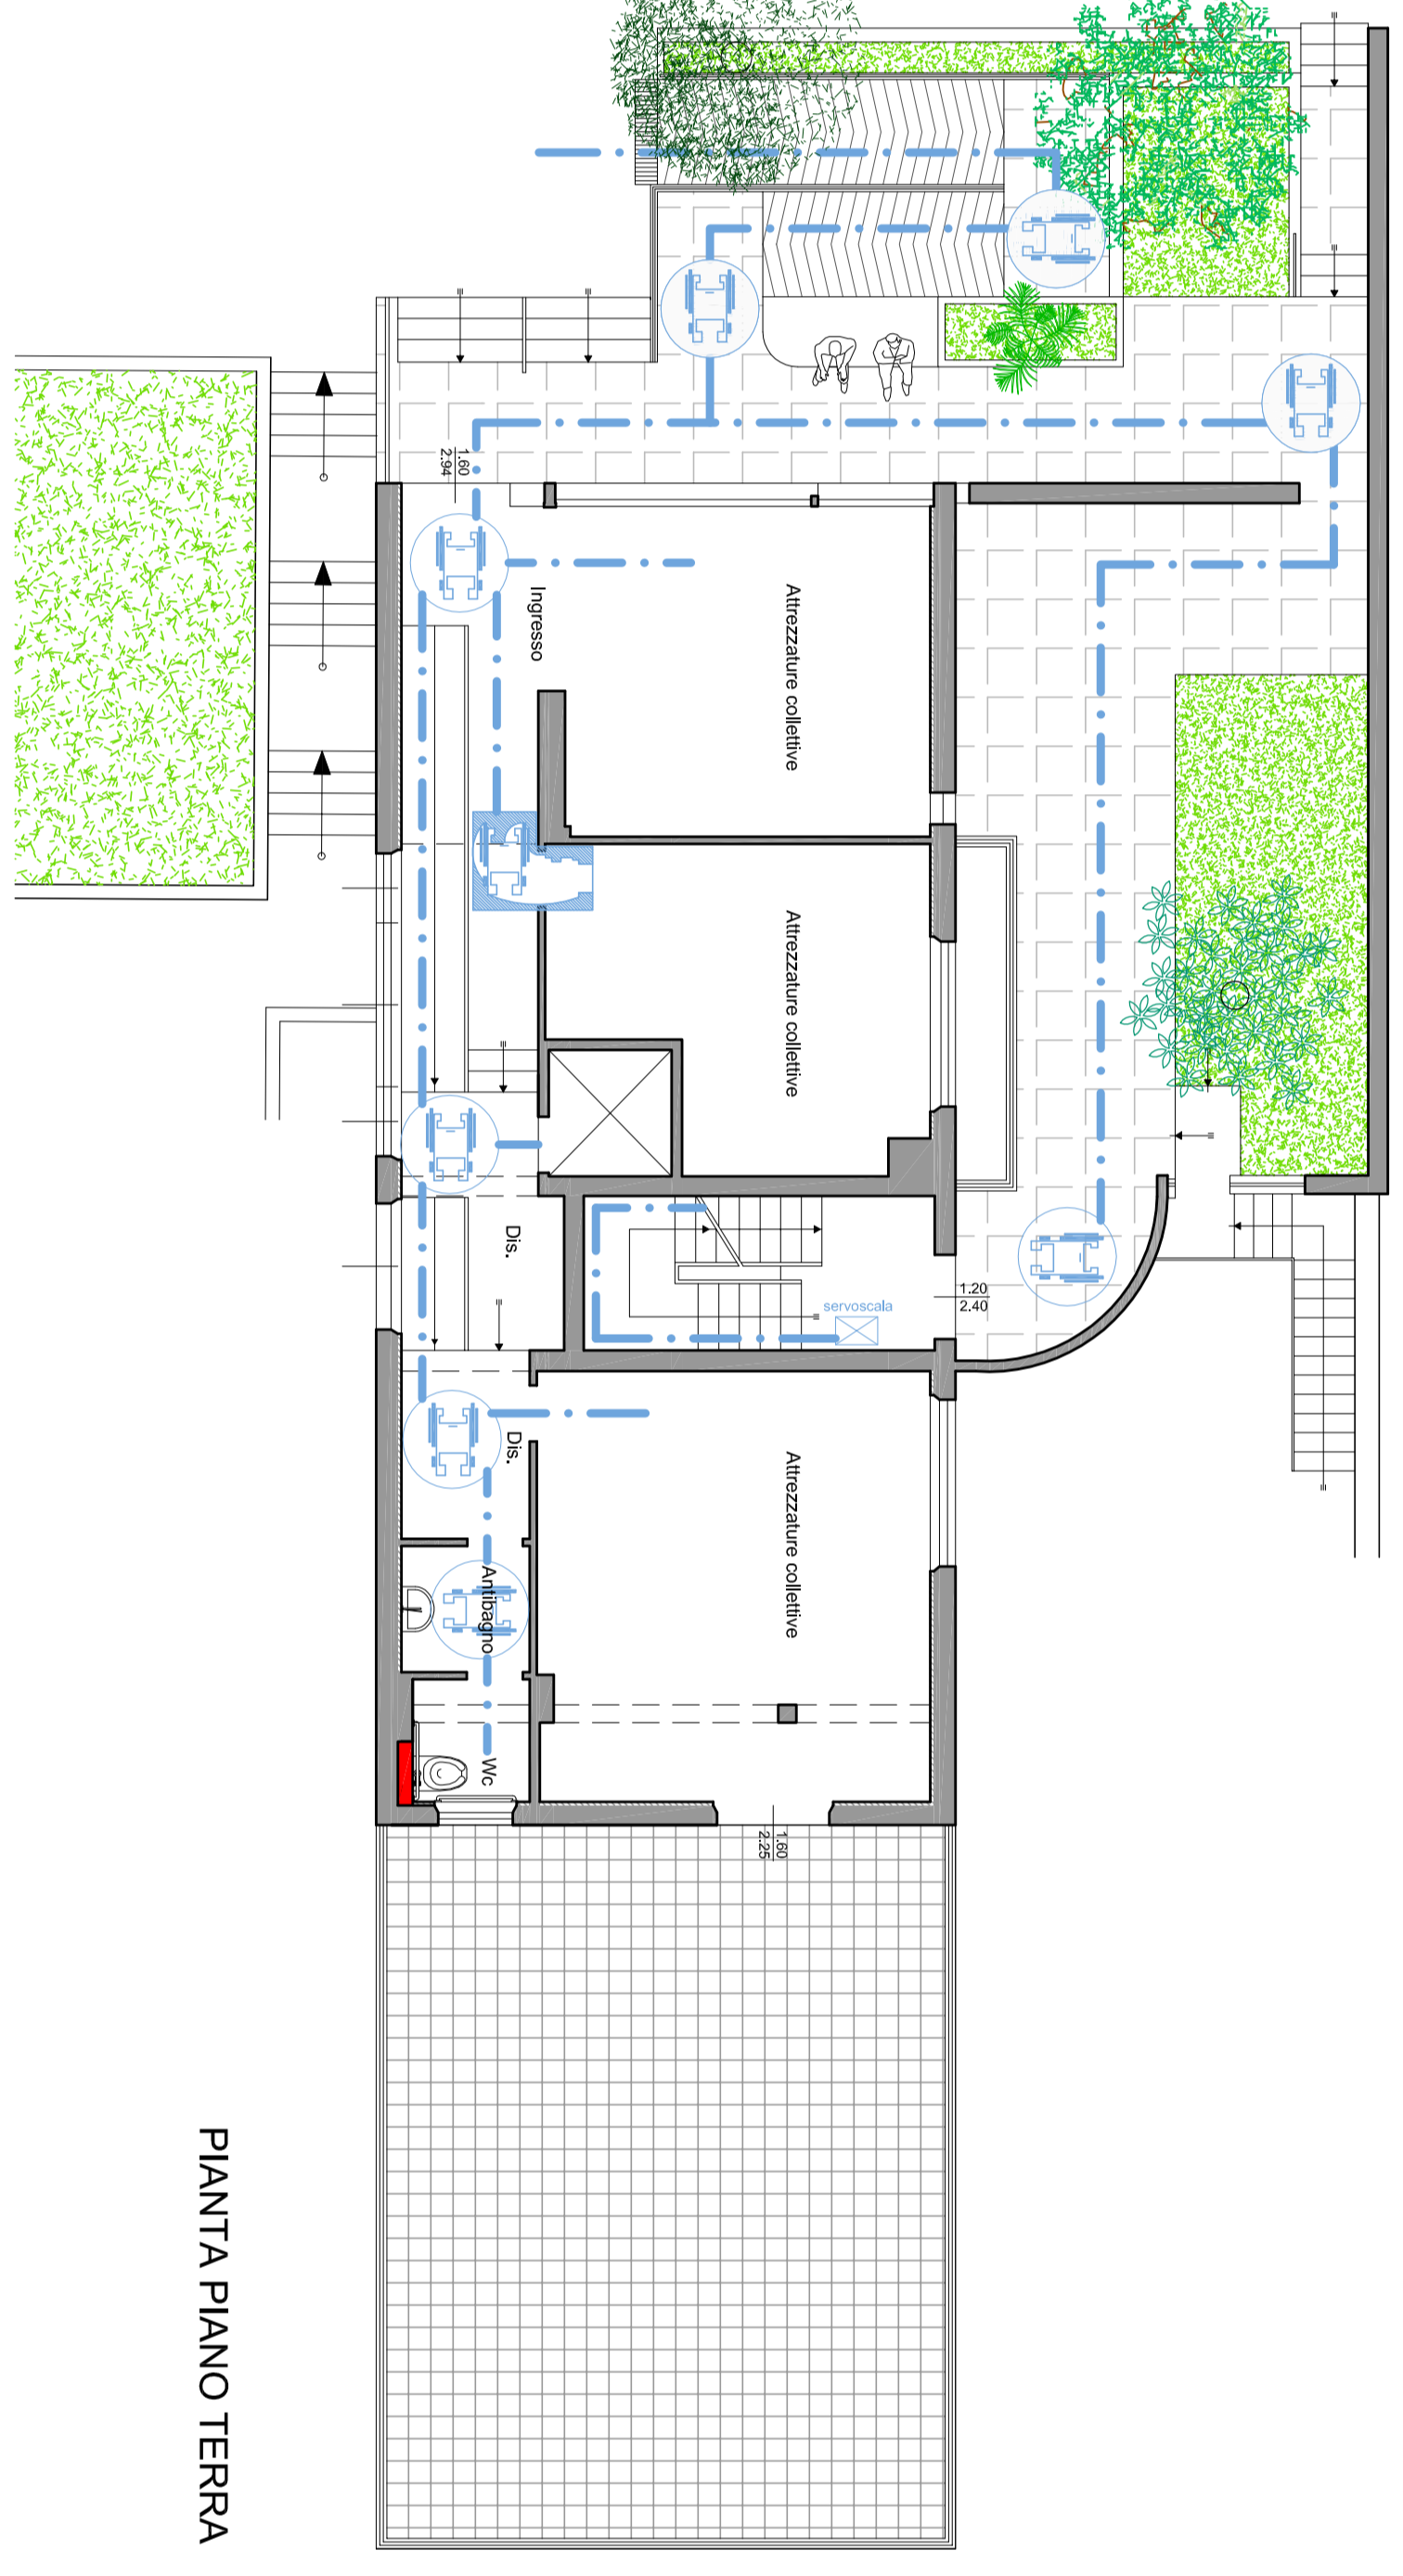 1.60
2.94
Ingresso
Attrezzature collettive
Attrezzature collettive
Dis.
servoscala
1.20
2.40
Dis.
Attrezzature collettive
Antibagno
Wc
1.60
2.25
PIANTA PIANO TERRA